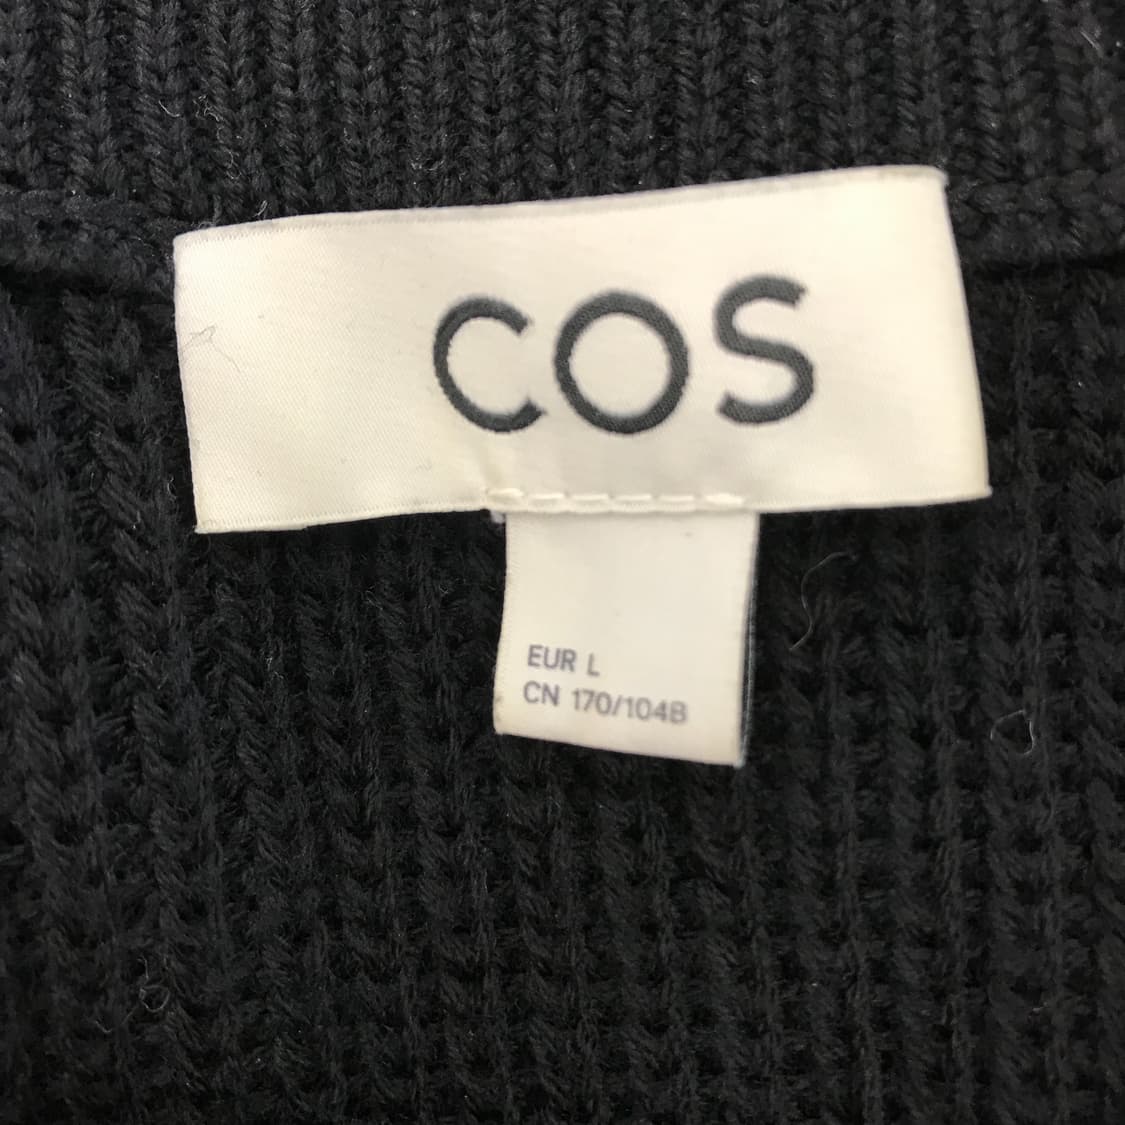 COS
EUR L
CN 170/104B